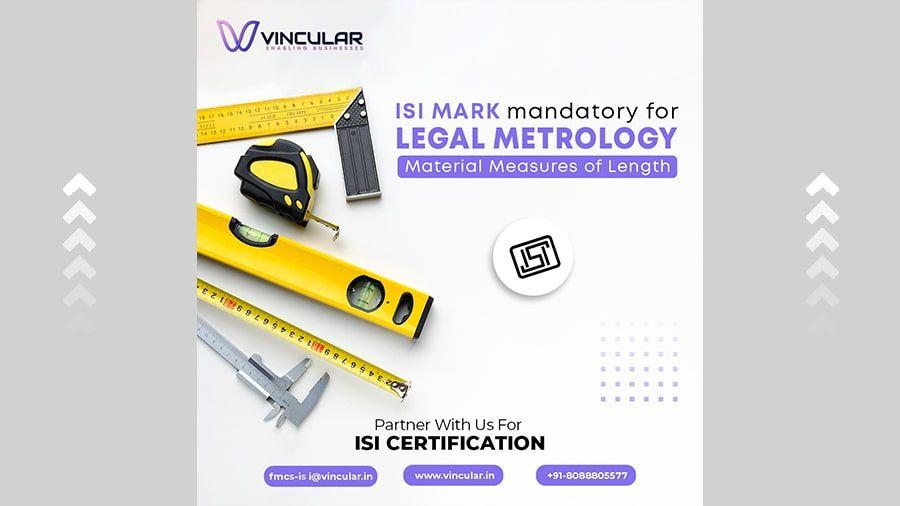 VINCULAR
ENABLING BUSINESSES
ISI MARK mandatory for
LEGAL METROLOGY
Material Measures of Length
ISI
Partner With Us For
ISI CERTIFICATION
fmcs-is i@vincular.in
www.vincular.in
+91-8088805577